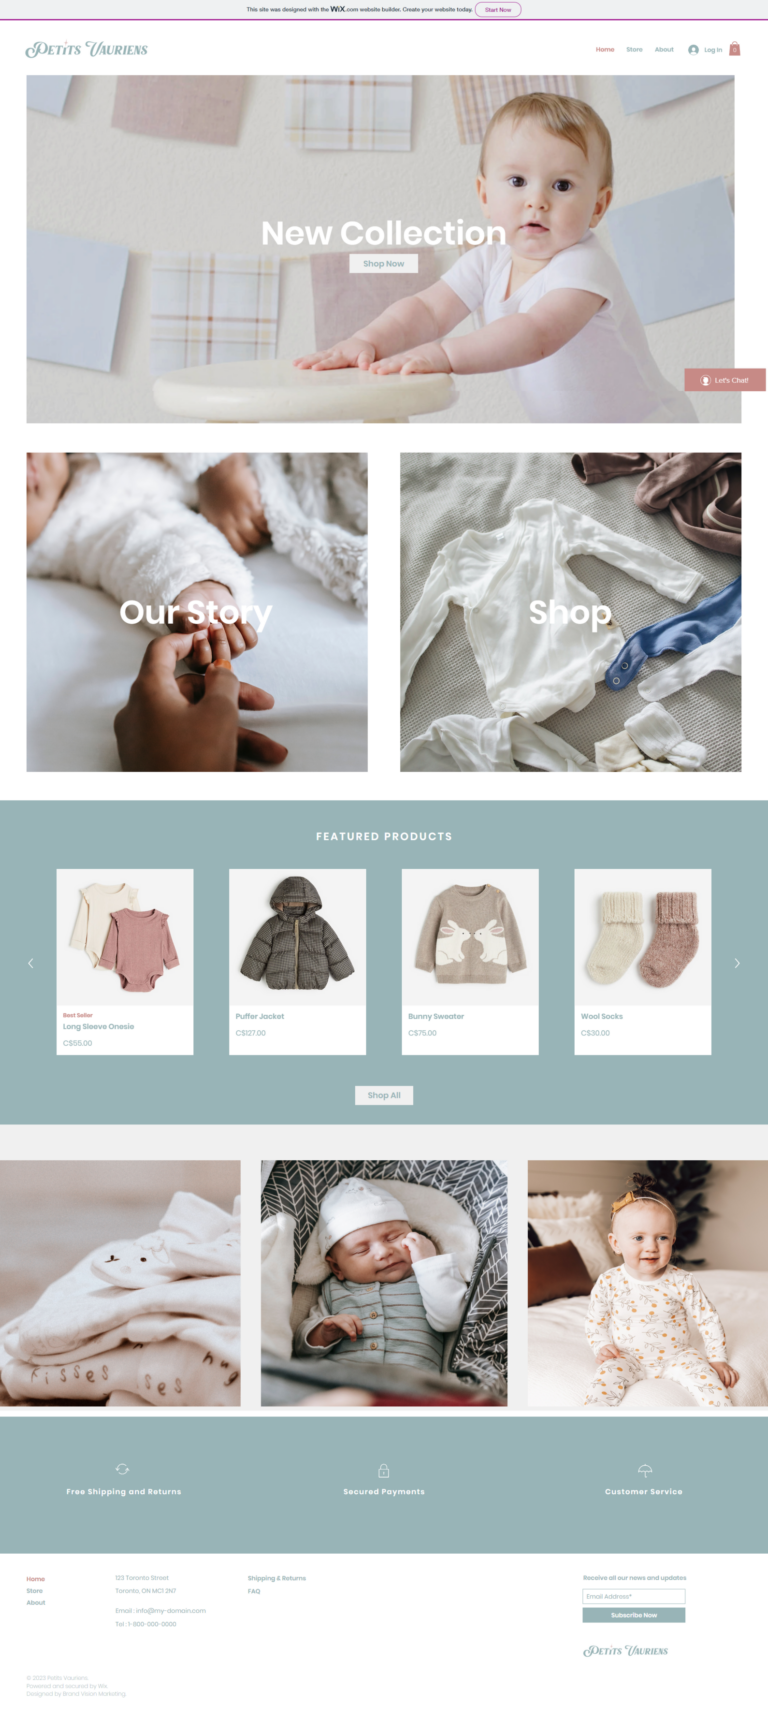 This site was designed with the WiX.com website builder. Create your website today. Start Now
Petits Vauriens
Home Store About Log In 0
New Collection
Shop Now
Let's Chat!
Our Story
Shop
FEATURED PRODUCTS
Best Seller
Long Sleeve Onesie
C$55.00
Puffer Jacket
C$127.00
Bunny Sweater
C$75.00
Wool Socks
C$30.00
Shop All
kisses
hug
ses
Free Shipping and Returns
Secured Payments
Customer Service
Home
Store
About
123 Toronto Street
Toronto, ON MC1 2N7
Email : info@my-domain.com
Tel : 1-800-000-0000
Shipping & Returns
FAQ
Receive all our news and updates
Email Address*
Subscribe Now
Petits Vauriens
© 2023 Petits Vauriens.
Powered and secured by Wix
Designed by Brand Vision Marketing